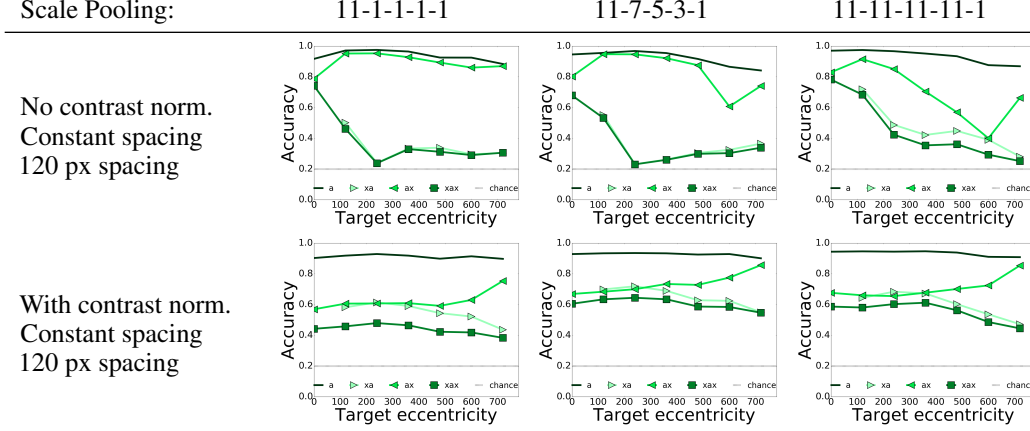 Scale Pooling: 11-1-1-1-1 11-7-5-3-1 11-11-11-11-1
No contrast norm.
Constant spacing
120 px spacing
Accuracy
1.0
0.8
0.6
0.4
0.2
0.0
a xa ax xax chance
0 100 200 300 400 500 600 700
Target eccentricity
Accuracy
1.0
0.8
0.6
0.4
0.2
0.0
a xa ax xax chance
0 100 200 300 400 500 600 700
Target eccentricity
Accuracy
1.0
0.8
0.6
0.4
0.2
0.0
a xa ax xax chance
0 100 200 300 400 500 600 700
Target eccentricity
With contrast norm.
Constant spacing
120 px spacing
Accuracy
1.0
0.8
0.6
0.4
0.2
0.0
a xa ax xax chance
0 100 200 300 400 500 600 700
Target eccentricity
Accuracy
1.0
0.8
0.6
0.4
0.2
0.0
a xa ax xax chance
0 100 200 300 400 500 600 700
Target eccentricity
Accuracy
1.0
0.8
0.6
0.4
0.2
0.0
a xa ax xax chance
0 100 200 300 400 500 600 700
Target eccentricity